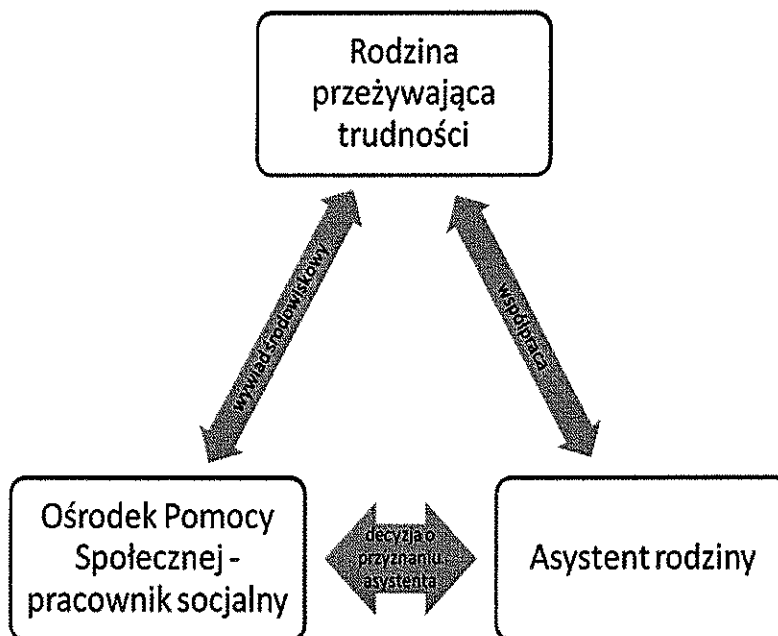 Rodzina
przeżywająca
trudności
wywiad środowiskowy
współpraca
Ośrodek Pomocy
Społecznej -
pracownik socjalny
decyzja o
przyznaniu
asystenta
Asystent rodziny